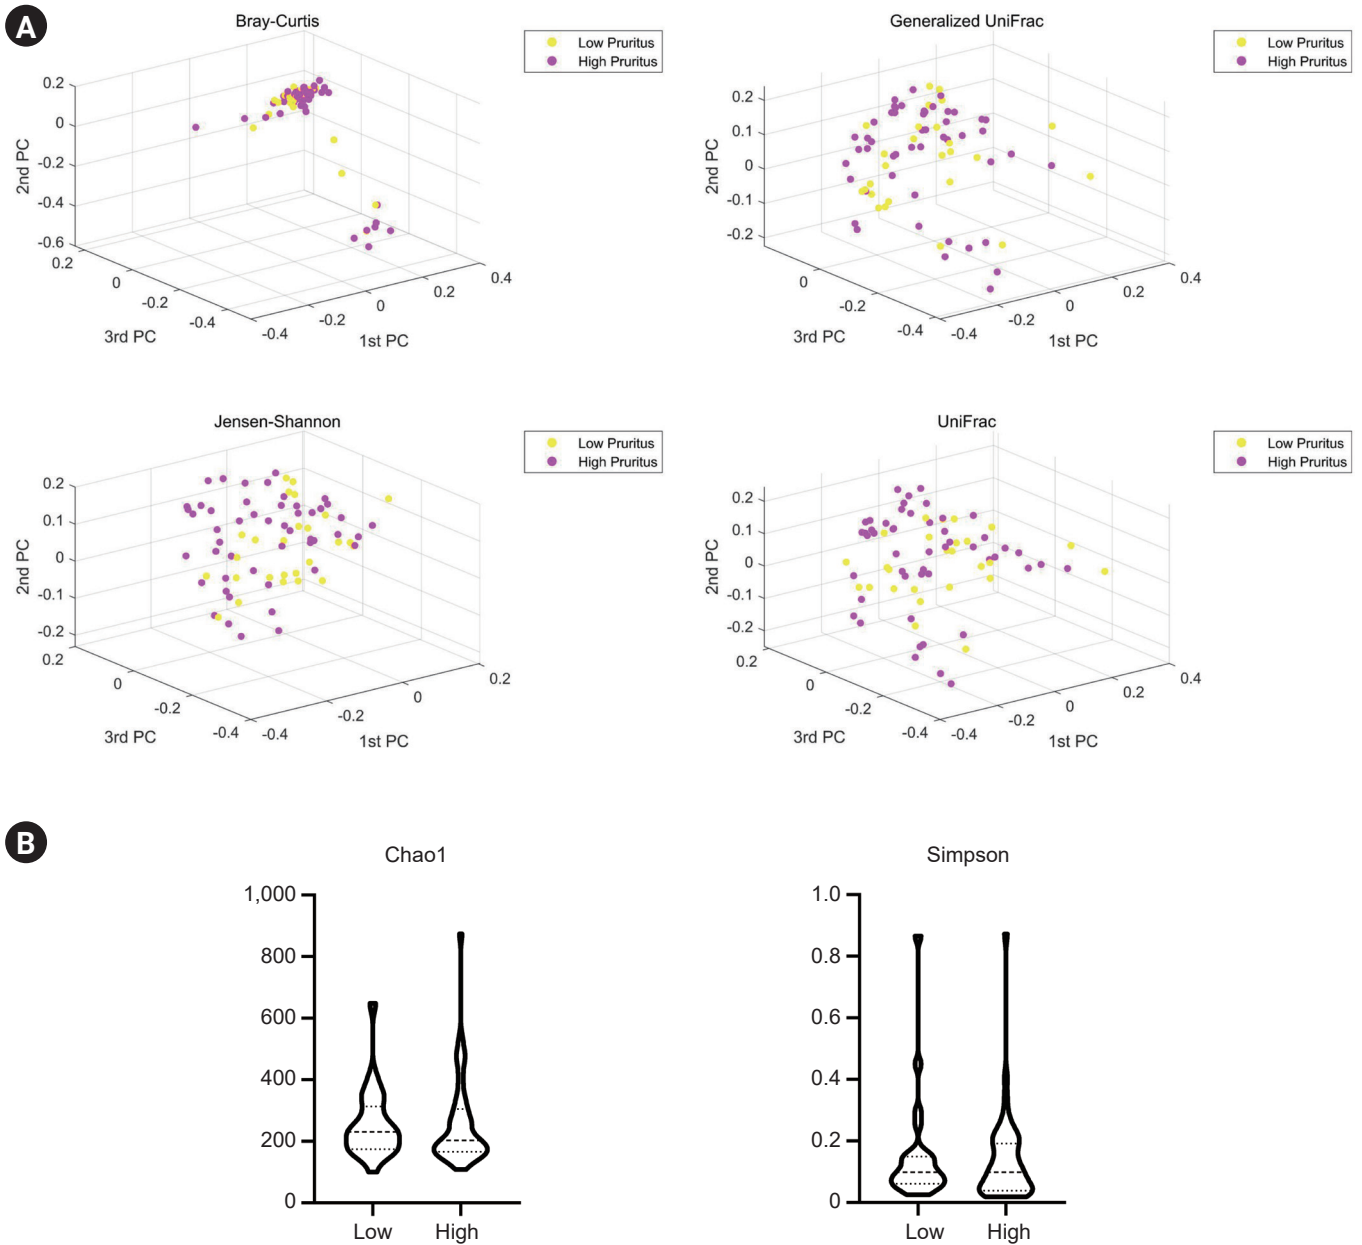 A
Bray-Curtis
Low Pruritus
High Pruritus
0.2
0
-0.2
-0.4
-0.6
2nd PC
0.2
0
-0.2
-0.4
3rd PC
-0.4
-0.2
0
0.2
0.4
1st PC
Generalized UniFrac
Low Pruritus
High Pruritus
0.2
0.1
0
-0.1
-0.2
2nd PC
0
-0.2
-0.4
3rd PC
-0.4
-0.2
0
0.2
0.4
1st PC
Jensen-Shannon
Low Pruritus
High Pruritus
0.2
0.1
0
-0.1
-0.2
2nd PC
0.2
0
-0.2
-0.4
3rd PC
-0.4
-0.2
0
0.2
1st PC
UniFrac
Low Pruritus
High Pruritus
0.2
0.1
0
-0.1
-0.2
2nd PC
0.2
0
-0.2
-0.4
3rd PC
-0.4
-0.2
0
0.2
0.4
1st PC
B
Chao1
1,000
800
600
400
200
0
Low
High
Simpson
1.0
0.8
0.6
0.4
0.2
0
Low
High